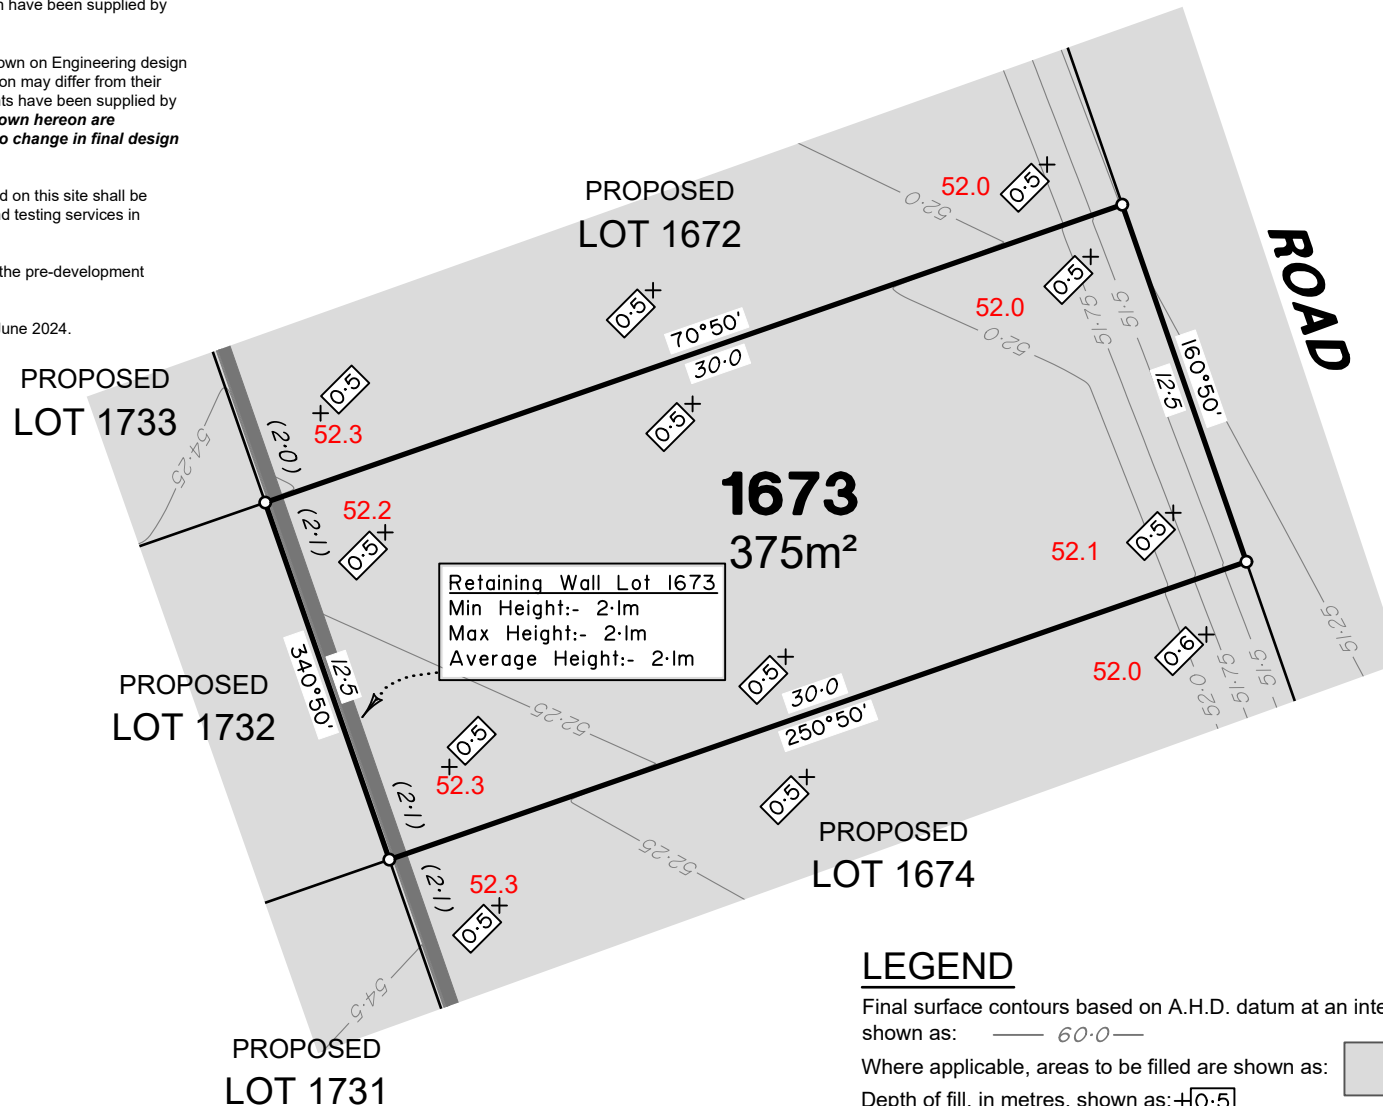 have been supplied by
own on Engineering design
on may differ from their
ts have been supplied by
own hereon are
o change in final design
d on this site shall be
nd testing services in
the pre-development
June 2024.
PROPOSED
LOT 1672
52.0
0·5
52.0
0·5
52.0
0·5
52.0
51·75
51·5
ROAD
70°50'
30·0
160°50'
12·5
PROPOSED
LOT 1733
54·25
0·5
52.3
(2·0)
0·5
52.2
0·5
(2·1)
1673
375m²
52.1
0·5
Retaining Wall Lot 1673
Min Height:- 2·1m
Max Height:- 2·1m
Average Height:- 2·1m
PROPOSED
LOT 1732
340°50'
12·5
52·25
0·5
52.3
(2·1)
0·5
30·0
250°50'
52.0
0·6
52·0
51·75
51·5
51·25
0·5
PROPOSED
LOT 1674
52·25
(2·1)
52.3
0·5
54·5
PROPOSED
LOT 1731
LEGEND
Final surface contours based on A.H.D. datum at an inte
shown as: 60·0
Where applicable, areas to be filled are shown as:
Depth of fill, in metres, shown as: +0·5